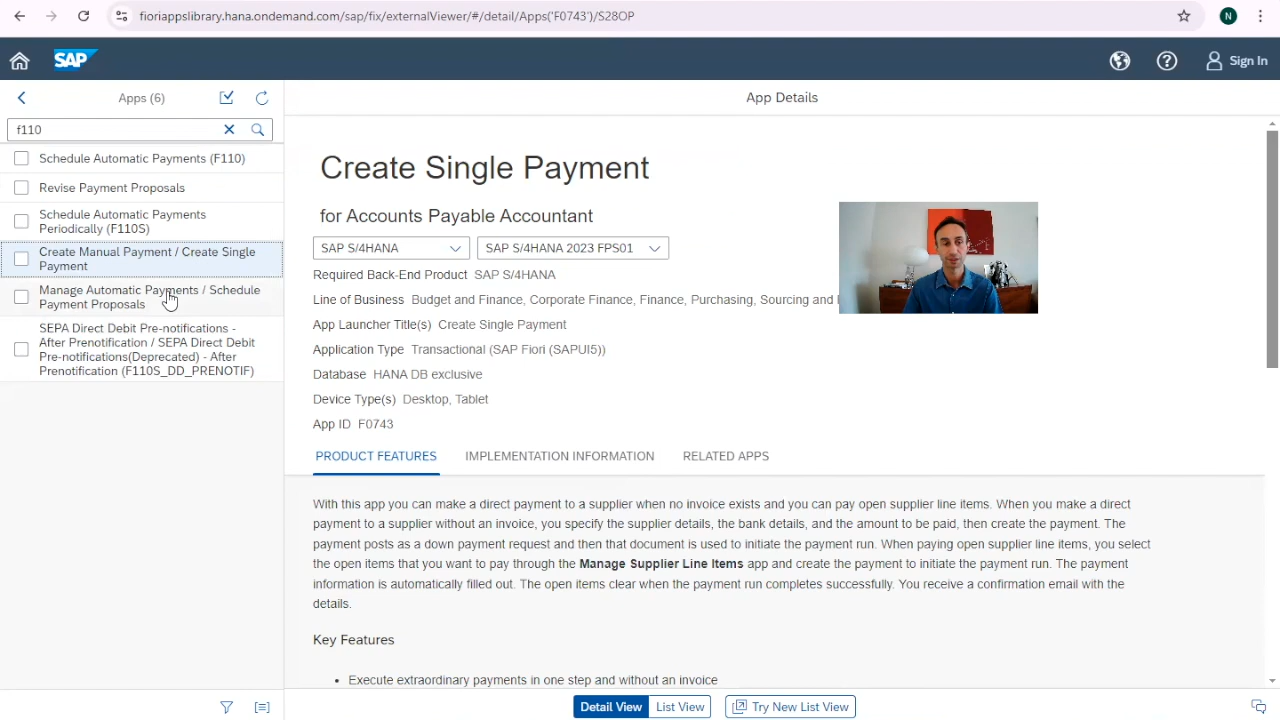 fioriappslibrary.hana.ondemand.com/sap/fix/externalViewer/#/detail/Apps('F0743')/S28OP
N
SAP
Sign In
Apps (6)
App Details
f110
Schedule Automatic Payments (F110)
Revise Payment Proposals
Schedule Automatic Payments
Periodically (F110S)
Create Manual Payment / Create Single
Payment
Manage Automatic Payments / Schedule
Payment Proposals
SEPA Direct Debit Pre-notifications -
After Prenotification / SEPA Direct Debit
Pre-notifications(Deprecated) - After
Prenotification (F110S_DD_PRENOTIF)
Create Single Payment
for Accounts Payable Accountant
SAP S/4HANA
SAP S/4HANA 2023 FPS01
Required Back-End Product SAP S/4HANA
Line of Business Budget and Finance, Corporate Finance, Finance, Purchasing, Sourcing and
App Launcher Title(s) Create Single Payment
Application Type Transactional (SAP Fiori (SAPUI5))
Database HANA DB exclusive
Device Type(s) Desktop, Tablet
App ID F0743
PRODUCT FEATURES IMPLEMENTATION INFORMATION RELATED APPS
With this app you can make a direct payment to a supplier when no invoice exists and you can pay open supplier line items. When you make a direct
payment to a supplier without an invoice, you specify the supplier details, the bank details, and the amount to be paid, then create the payment. The
payment posts as a down payment request and then that document is used to initiate the payment run. When paying open supplier line items, you select
the open items that you want to pay through the Manage Supplier Line Items app and create the payment to initiate the payment run. The payment
information is automatically filled out. The open items clear when the payment run completes successfully. You receive a confirmation email with the
details.
Key Features
• Execute extraordinary payments in one step and without an invoice
Detail View List View Try New List View